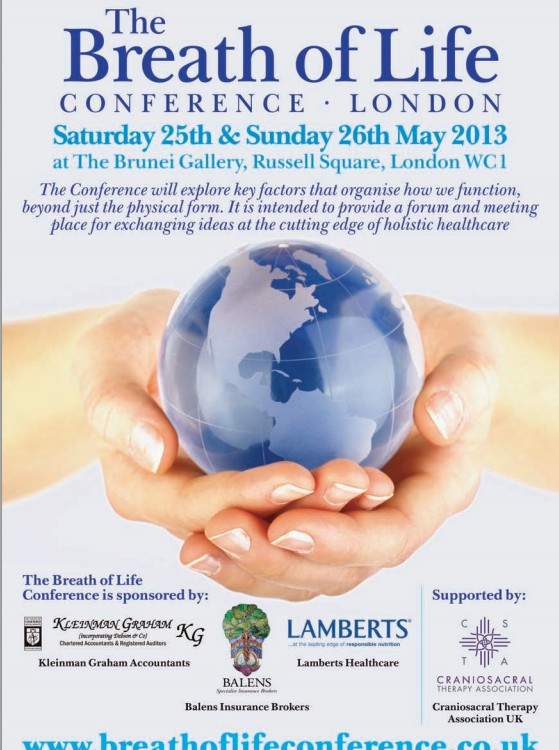 The
Breath of Life
CONFERENCE · LONDON
Saturday 25th & Sunday 26th May 2013
at The Brunei Gallery, Russell Square, London WC1
The Conference will explore key factors that organise how we function,
beyond just the physical form. It is intended to provide a forum and meeting
place for exchanging ideas at the cutting edge of holistic healthcare
The Breath of Life
Conference is sponsored by:
KLEINMAN GRAHAM KG
(incorporating Dobson & Co)
Chartered Accountants & Registered Auditors
Kleinman Graham Accountants
BALENS
Specialist Insurance Brokers
Balens Insurance Brokers
LAMBERTS®
...at the leading edge of responsible nutrition
Lamberts Healthcare
Supported by:
C S
T A
CRANIOSACRAL
THERAPY ASSOCIATION
Craniosacral Therapy
Association UK
www.breathoflifeconference.co.uk